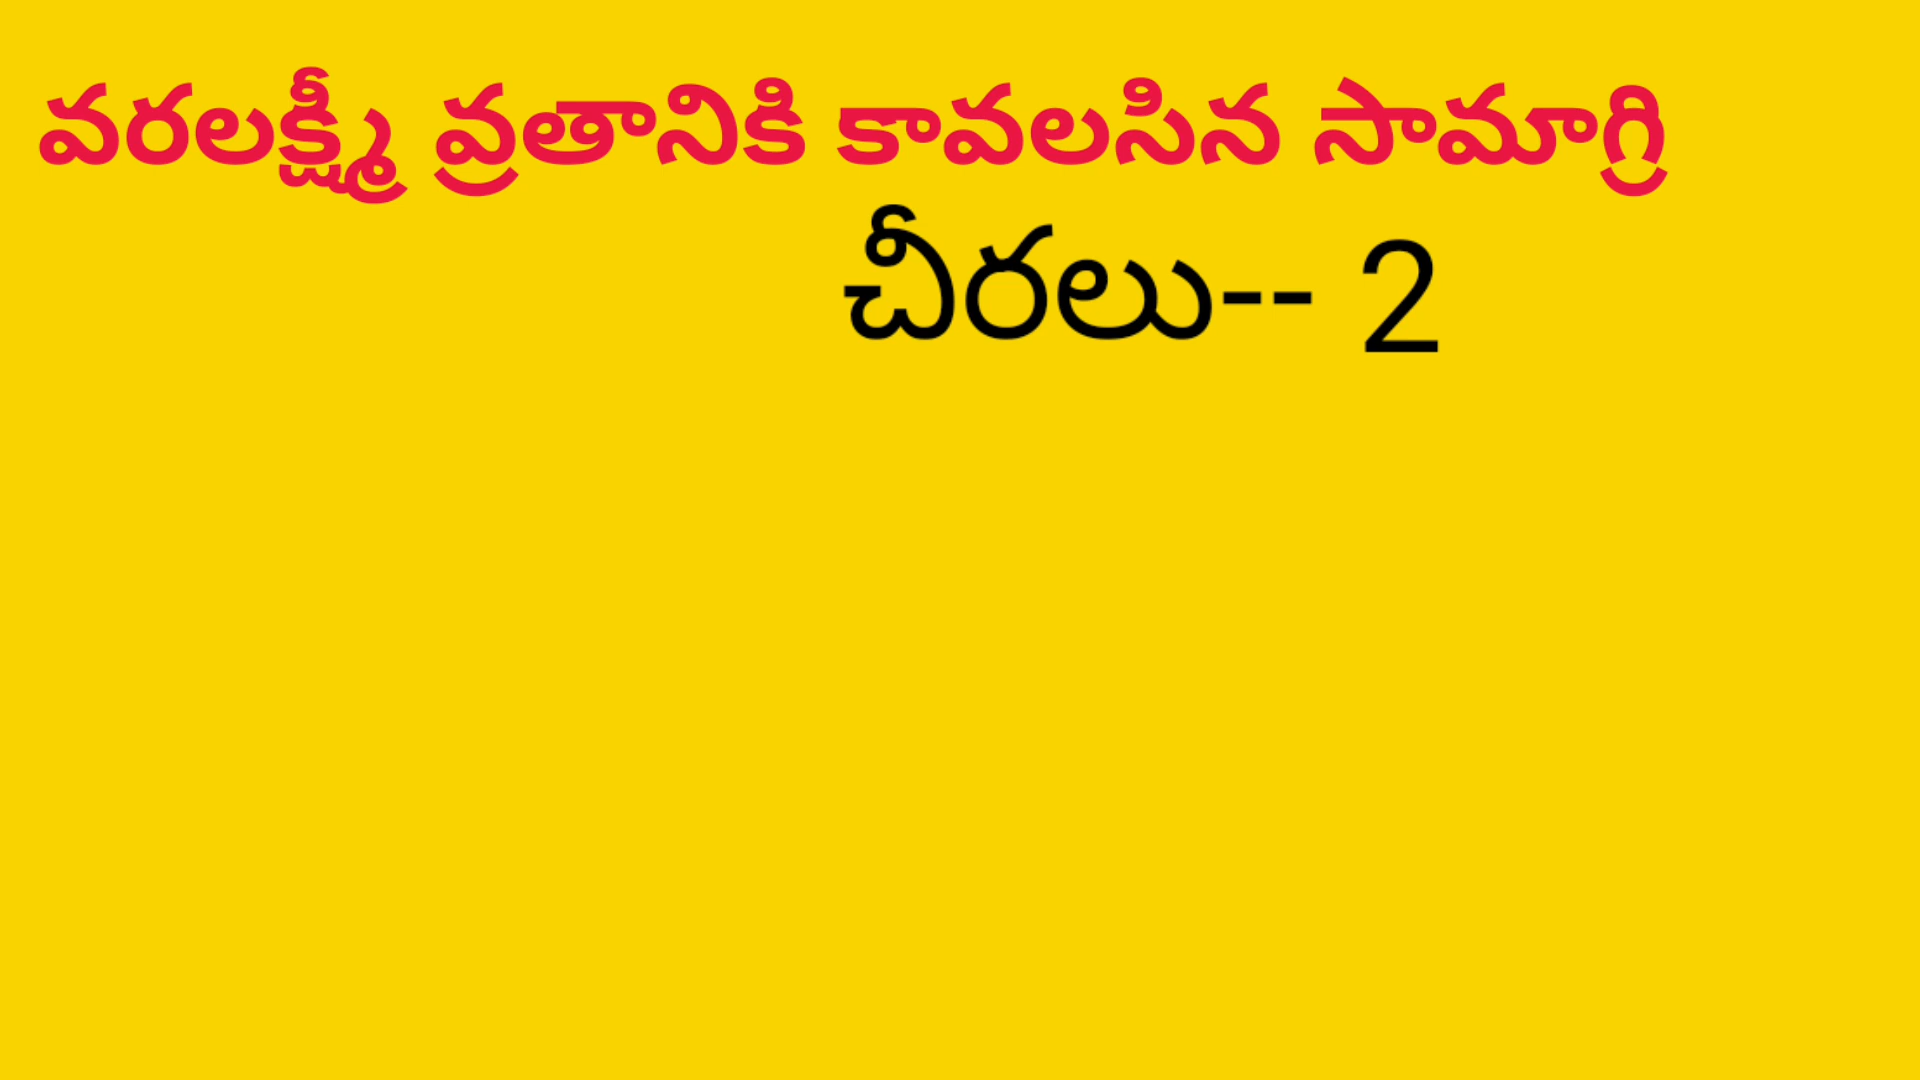 వరలక్ష్మీ వ్రతానికి కావలసిన సామాగ్రి
చీరలు-- 2